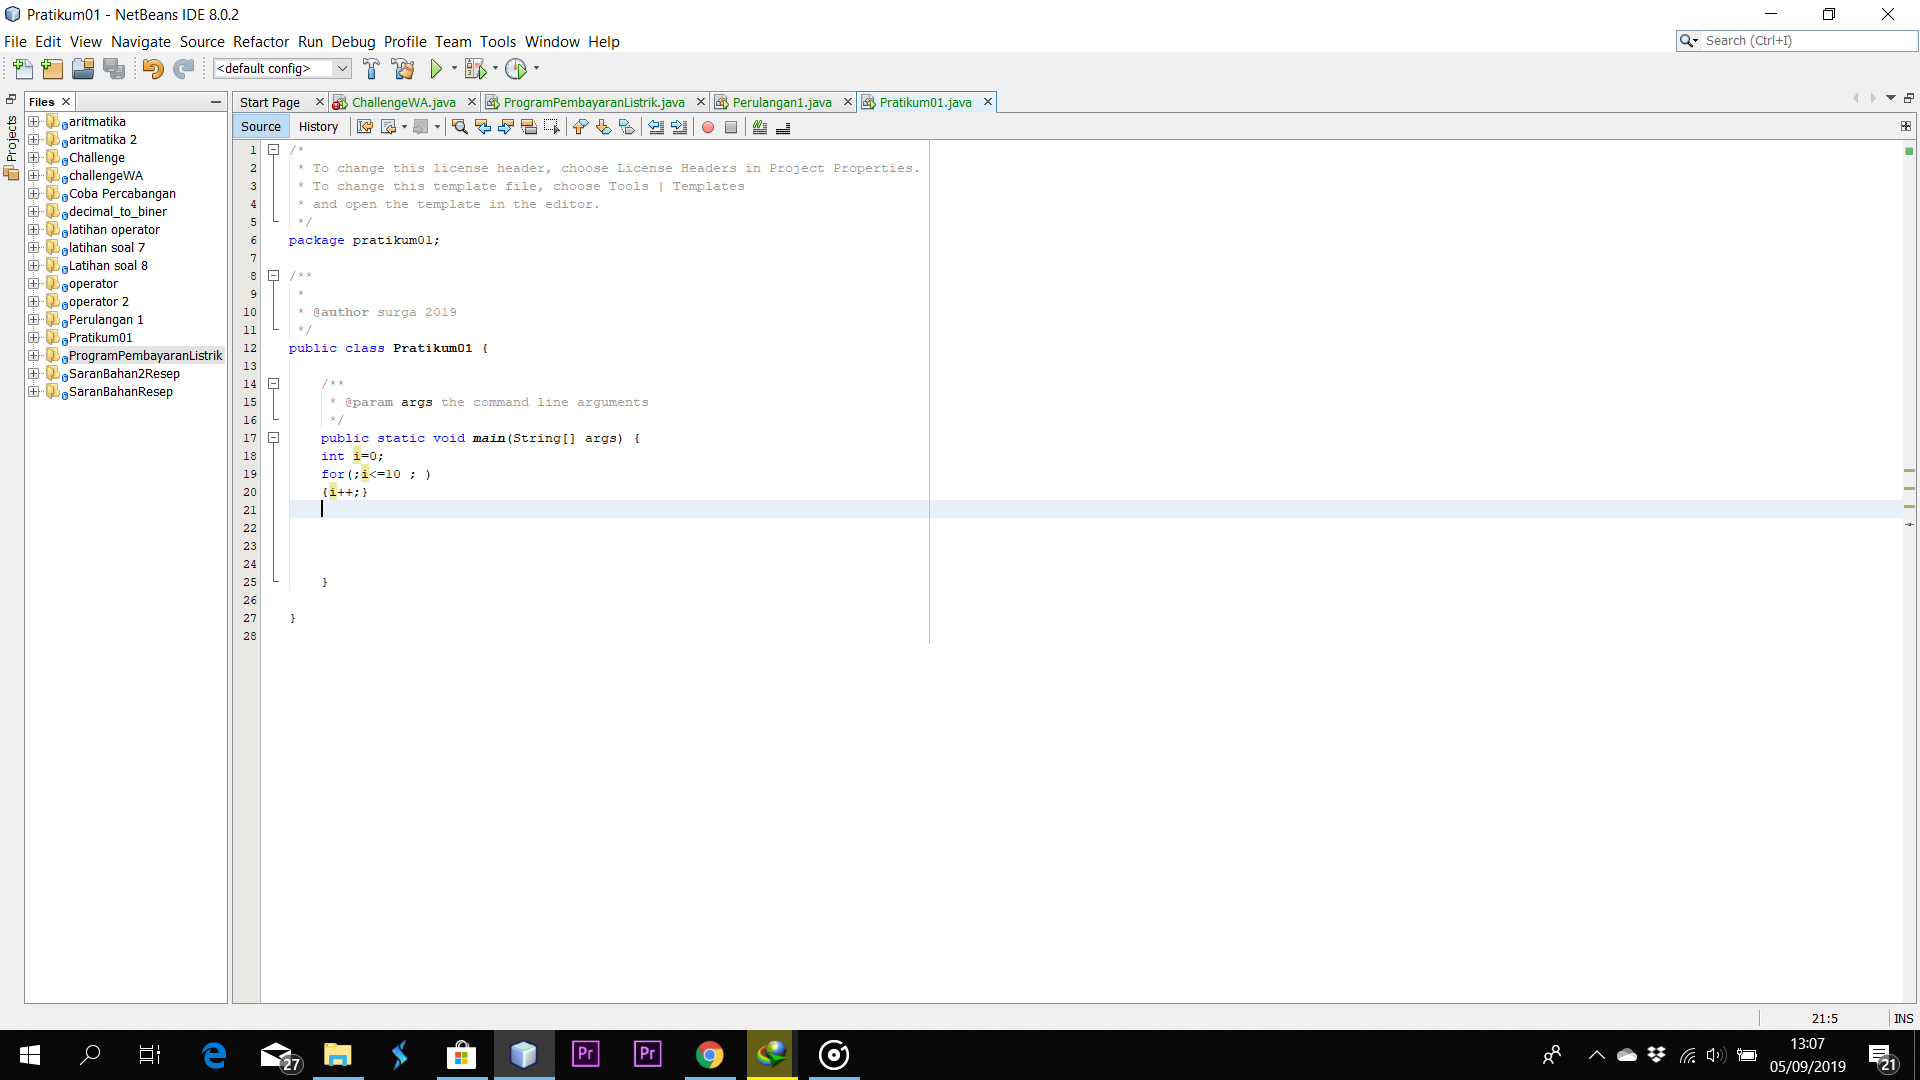 Pratikum01 - NetBeans IDE 8.0.2
File Edit View Navigate Source Refactor Run Debug Profile Team Tools Window Help
Search (Ctrl+I)
<default config>
Projects
Files
Start Page
ChallengeWA.java
ProgramPembayaranListrik.java
Perulangan1.java
Pratikum01.java
aritmatika
aritmatika 2
Challenge
challengeWA
Coba Percabangan
decimal_to_biner
latihan operator
latihan soal 7
Latihan soal 8
operator
operator 2
Perulangan 1
Pratikum01
ProgramPembayaranListrik
SaranBahan2Resep
SaranBahanResep
Source History
1 /*
2 * To change this license header, choose License Headers in Project Properties.
3 * To change this template file, choose Tools | Templates
4 * and open the template in the editor.
5 */
6 package pratikum01;
7
8 /**
9 *
10 * @author surga 2019
11 */
12 public class Pratikum01 {
13
14 /**
15 * @param args the command line arguments
16 */
17 public static void main(String[] args) {
18 int i=0;
19 for(;i<=10 ; )
20 {i++;}
21
22
23
24
25 }
26
27 }
28
21:5 INS
27
Pr
Pr
13:07
05/09/2019
21